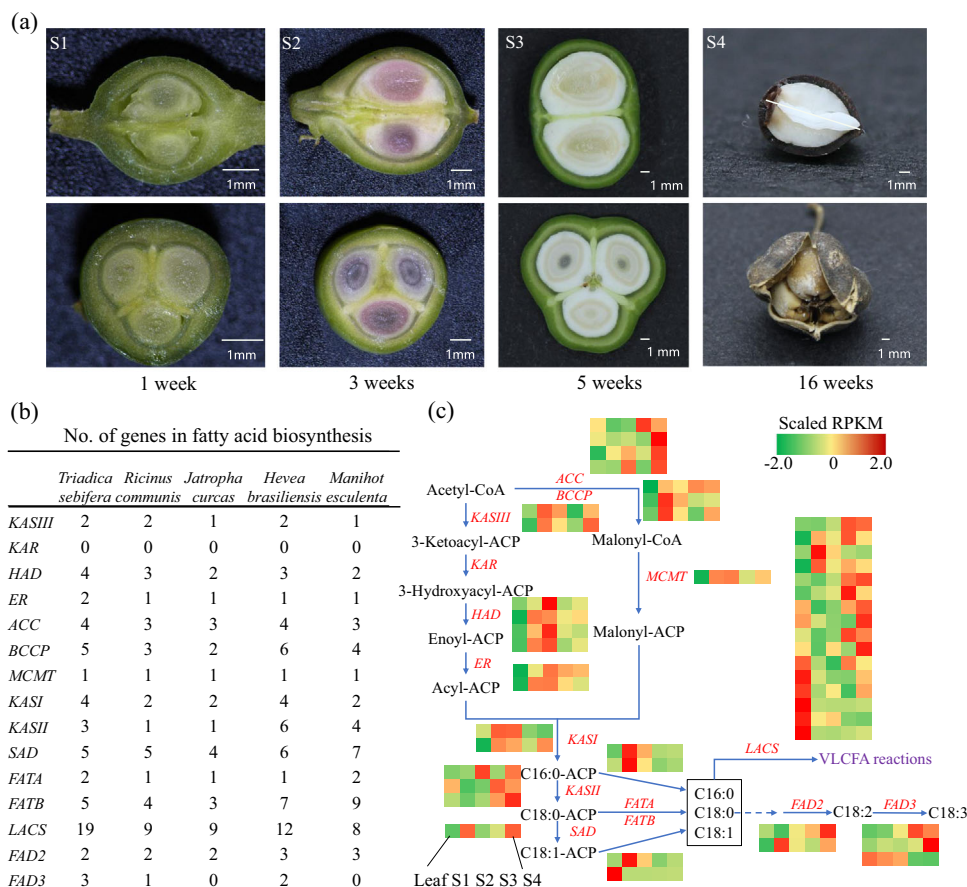 (a)
S1 S2 S3 S4
1mm 1mm 1 mm 1 mm
1mm 1mm 1 mm 1 mm
1 week 3 weeks 5 weeks 16 weeks
(b)
No. of genes in fatty acid biosynthesis
Triadica Ricinus Jatropha Hevea Manihot
sebifera communis curcas brasiliensis esculenta
KASIII 2 2 1 2 1
KAR 0 0 0 0 0
HAD 4 3 2 3 2
ER 2 1 1 1 1
ACC 4 3 3 4 3
BCCP 5 3 2 6 4
MCMT 1 1 1 1 1
KASI 4 2 2 4 2
KASII 3 1 1 6 4
SAD 5 5 4 6 7
FATA 2 1 1 1 2
FATB 5 4 3 7 9
LACS 19 9 9 12 8
FAD2 2 2 2 3 3
FAD3 3 1 0 2 0
(c)
Scaled RPKM
-2.0 0 2.0
Acetyl-CoA
ACC
BCCP
KASIII
3-Ketoacyl-ACP
Malonyl-CoA
KAR
MCMT
3-Hydroxyacyl-ACP
HAD
Enoyl-ACP
Malonyl-ACP
ER
Acyl-ACP
KASI
LACS
VLCFA reactions
C16:0-ACP
KASII
C16:0
C18:0-ACP
FATA
FATB
C18:0
FAD2
C18:2
FAD3
C18:3
SAD
C18:1
C18:1-ACP
Leaf S1 S2 S3 S4